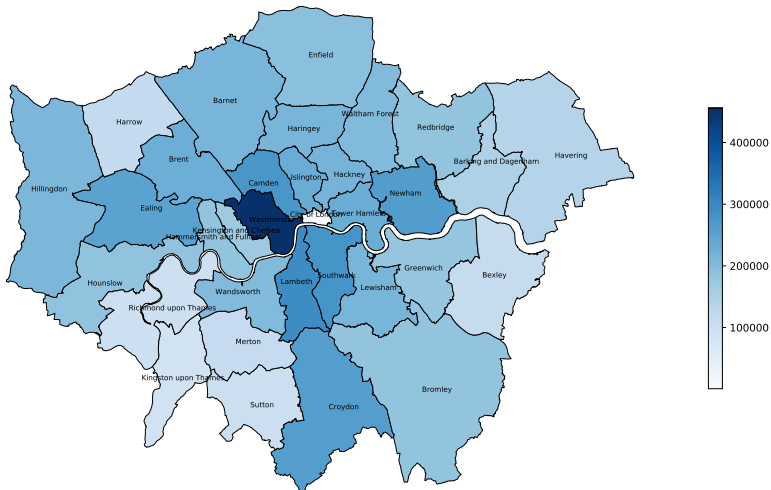 Enfield
Barnet
Harrow
Haringey
Waltham Forest
Redbridge
Brent
Barking and Dagenham
Havering
Hillingdon
Camden
Islington
Hackney
Newham
Ealing
Westminster
City of London
Tower Hamlets
Kensington and Chelsea
Hammersmith and Fulham
Hounslow
Lambeth
Southwark
Lewisham
Greenwich
Bexley
Richmond upon Thames
Wandsworth
Merton
Kingston upon Thames
Sutton
Croydon
Bromley
400000
300000
200000
100000